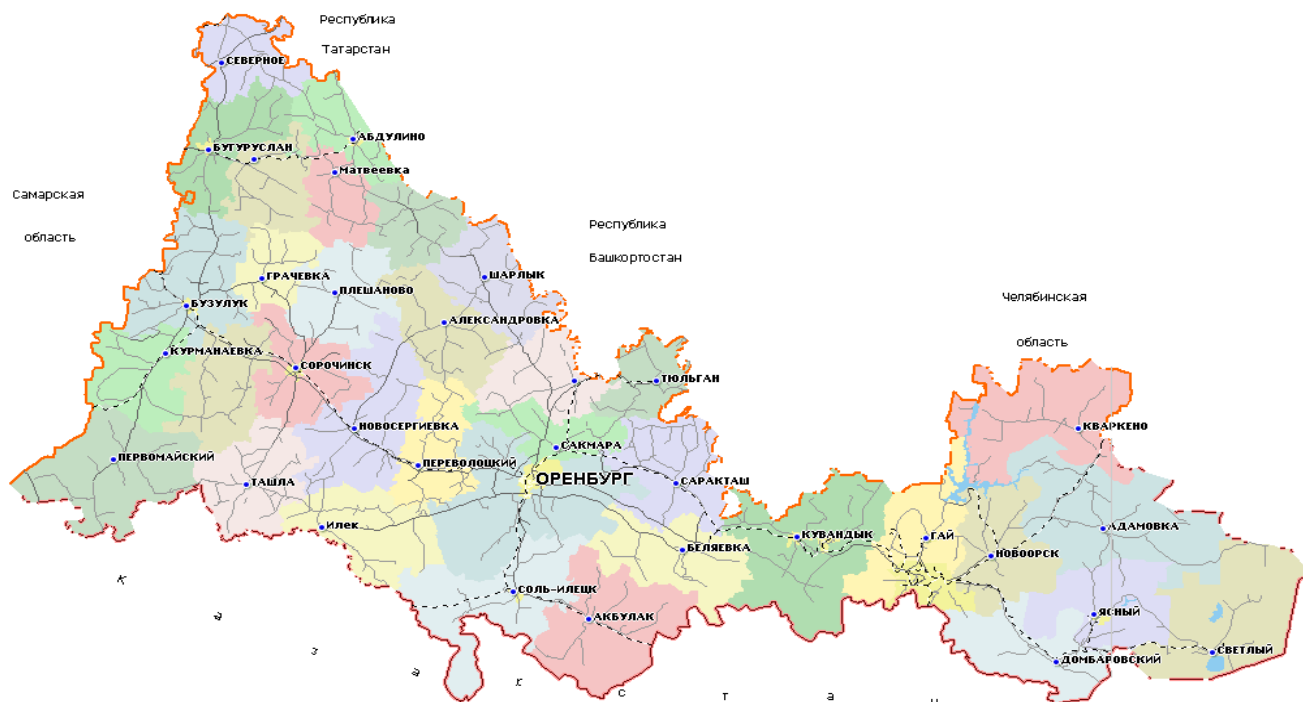 Республика
Татарстан
СЕВЕРНОЕ
АБДУЛИНО
БУГУРУСЛАН
Матвеевка
Самарская
область
Республика
Башкортостан
ШАРЛЫК
ГРАЧЕВКА
ПЛЕШАНОВО
Челябинская
область
БУЗУЛУК
АЛЕКСАНДРОВКА
КУРМАНАЕВКА
СОРОЧИНСК
ТЮЛЬГАН
НОВОСЕРГИЕВКА
КВАРКЕНО
САКМАРА
ПЕРВОМАЙСКИЙ
ПЕРЕВОЛОЦКИЙ
ОРЕНБУРГ
ТАШЛА
САРАКТАШ
Илек
АДАМОВКА
КУВАНДЫК
ГАЙ
БЕЛЯЕВКА
НОВООРСК
СОЛЬ-ИЛЕЦК
АКБУЛАК
ЯСНЫЙ
СВЕТЛЫЙ
ДОМБАРОВСКИЙ
К а з а х с т а н